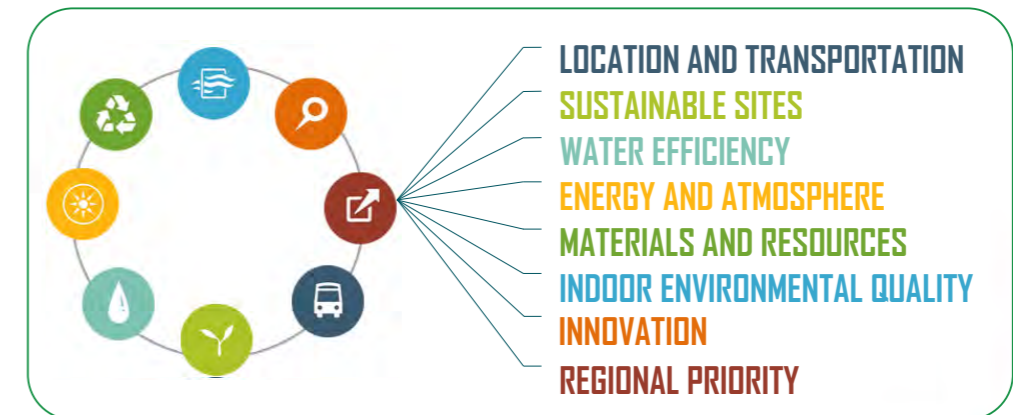 LOCATION AND TRANSPORTATION
SUSTAINABLE SITES
WATER EFFICIENCY
ENERGY AND ATMOSPHERE
MATERIALS AND RESOURCES
INDOOR ENVIRONMENTAL QUALITY
INNOVATION
REGIONAL PRIORITY